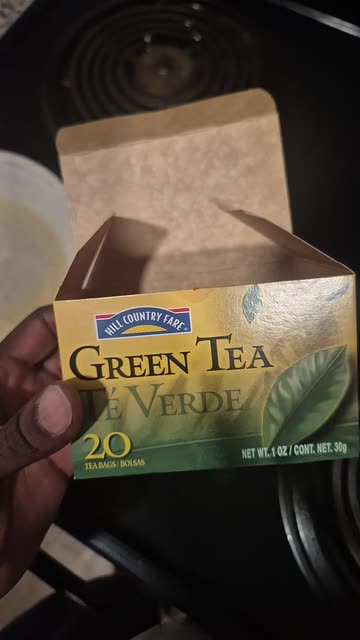 HILL COUNTRY FARE
GREEN TEA
TÉ VERDE
20
TEA BAGS / BOLSAS
NET WT. 1 OZ / CONT. NET. 30g